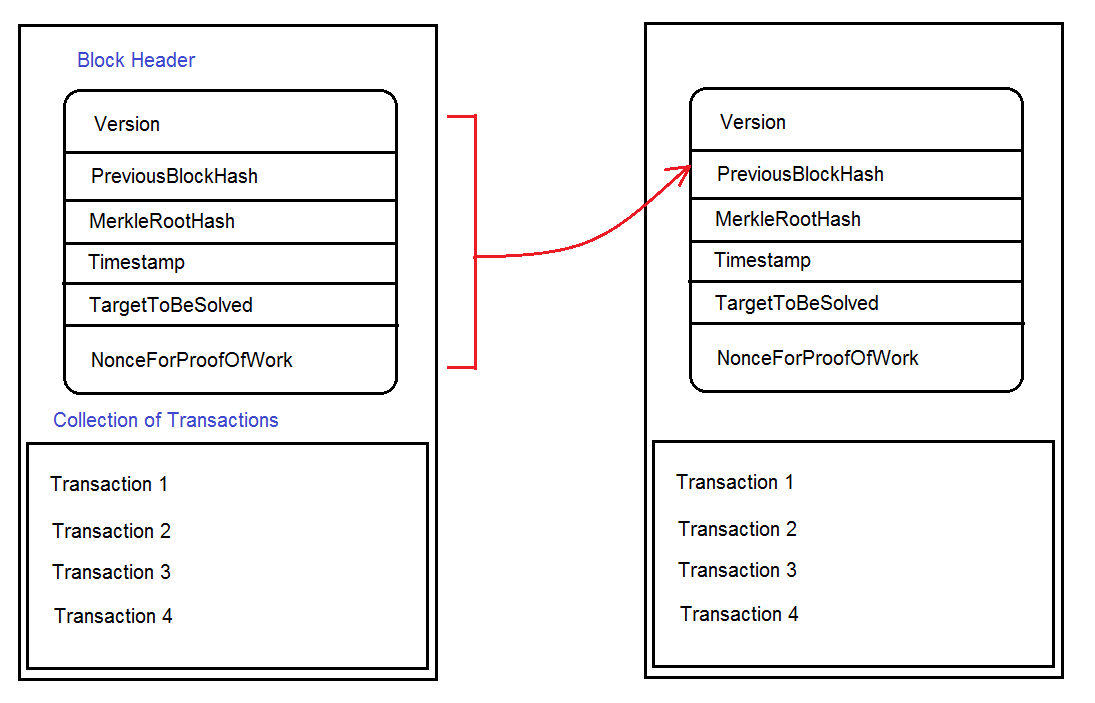 Block Header
Version
PreviousBlockHash
MerkleRootHash
Timestamp
TargetToBeSolved
NonceForProofOfWork
Collection of Transactions
Transaction 1
Transaction 2
Transaction 3
Transaction 4
Version
PreviousBlockHash
MerkleRootHash
Timestamp
TargetToBeSolved
NonceForProofOfWork
Transaction 1
Transaction 2
Transaction 3
Transaction 4